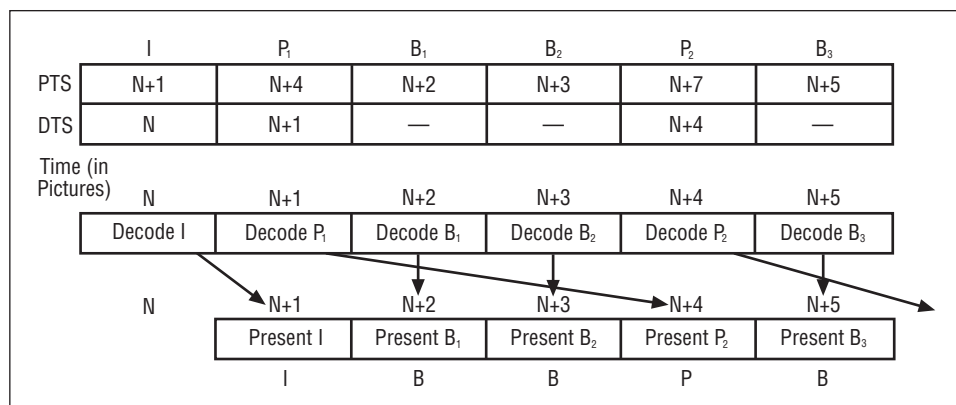 I P₁ B₁ B₂ P₂ B₃
PTS N+1 N+4 N+2 N+3 N+7 N+5
DTS N N+1 — — N+4 —
Time (in
Pictures)
N N+1 N+2 N+3 N+4 N+5
Decode I Decode P₁ Decode B₁ Decode B₂ Decode P₂ Decode B₃
N N+1 N+2 N+3 N+4 N+5
Present I Present B₁ Present B₂ Present P₂ Present B₃
I B B P B